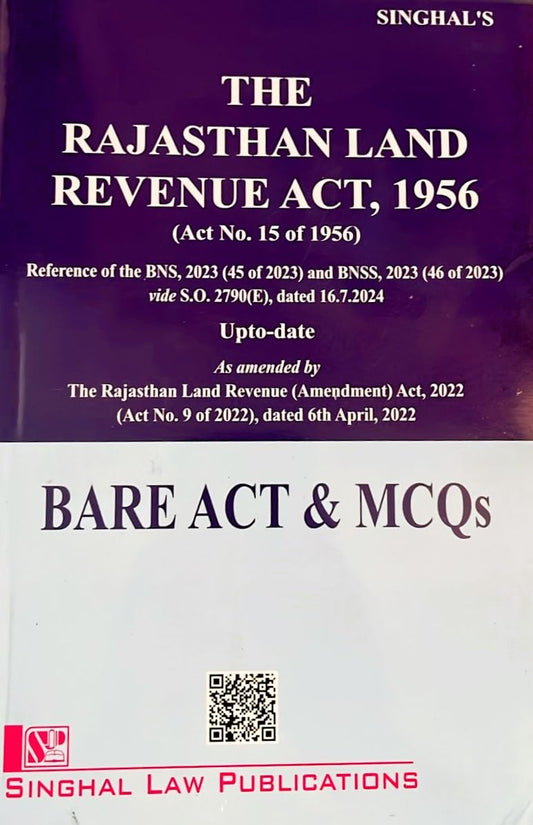 SINGHAL'S
THE
RAJASTHAN LAND
REVENUE ACT, 1956
(Act No. 15 of 1956)
Reference of the BNS, 2023 (45 of 2023) and BNSS, 2023 (46 of 2023)
vide S.O. 2790(E), dated 16.7.2024
Upto-date
As amended by
The Rajasthan Land Revenue (Amendment) Act, 2022
(Act No. 9 of 2022), dated 6th April, 2022
BARE ACT & MCQs
SLP
SINGHAL LAW PUBLICATIONS